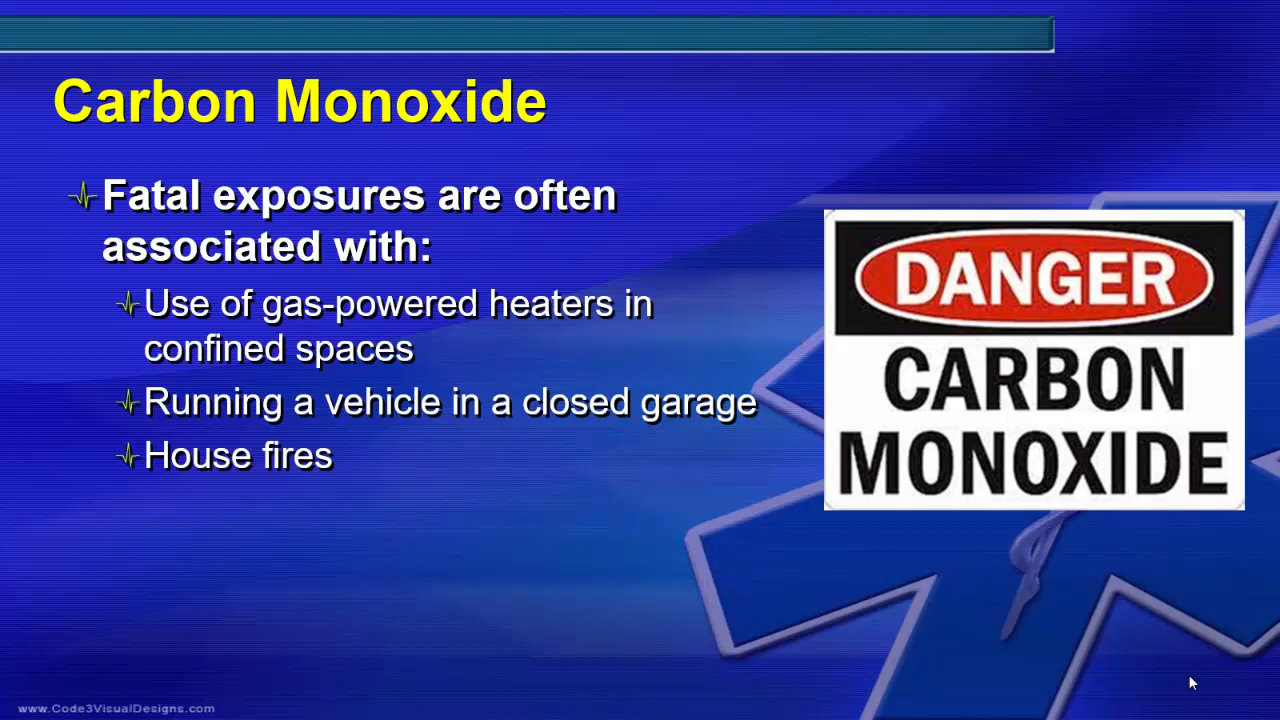 Carbon Monoxide
Fatal exposures are often
associated with:
Use of gas-powered heaters in
confined spaces
Running a vehicle in a closed garage
House fires
DANGER
CARBON
MONOXIDE
www.Code3VisualDesigns.com